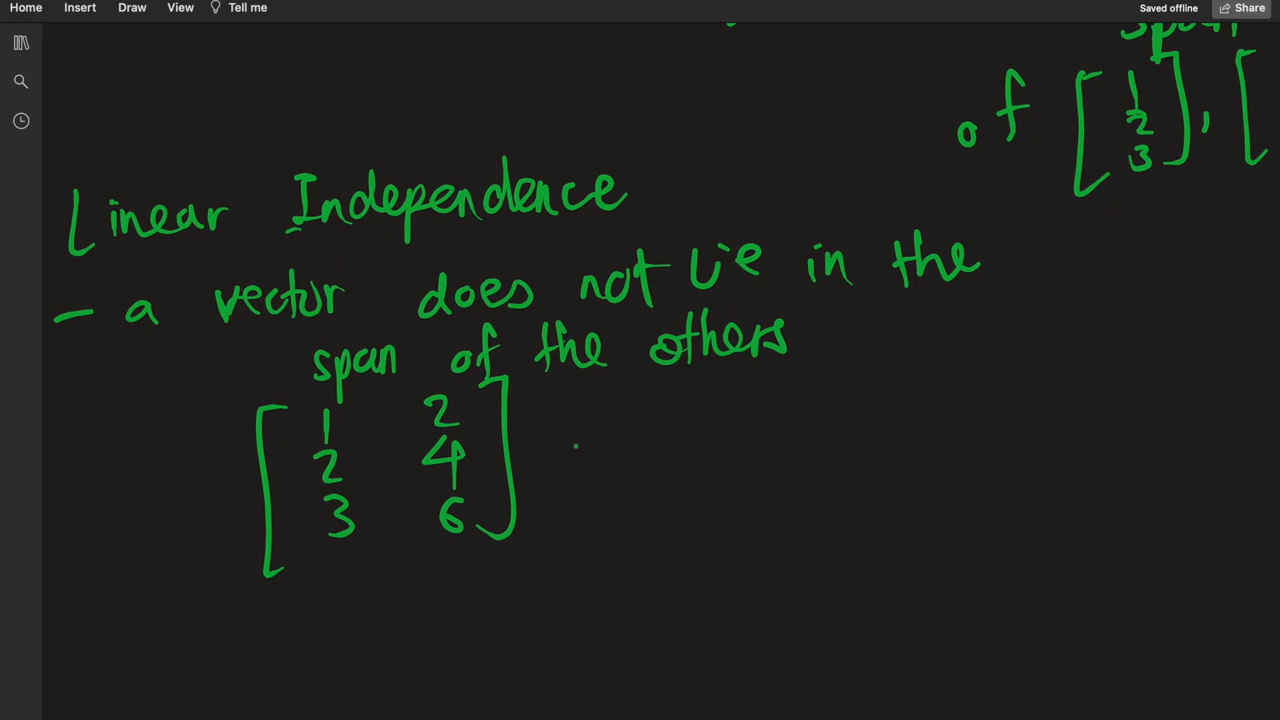 Home Insert Draw View Tell me Saved offline Share
span
of [ 1 ] , [
2
3
Linear Independence
- a vector does not lie in the
span of the others
[ 1 2 ]
2 4
3 6